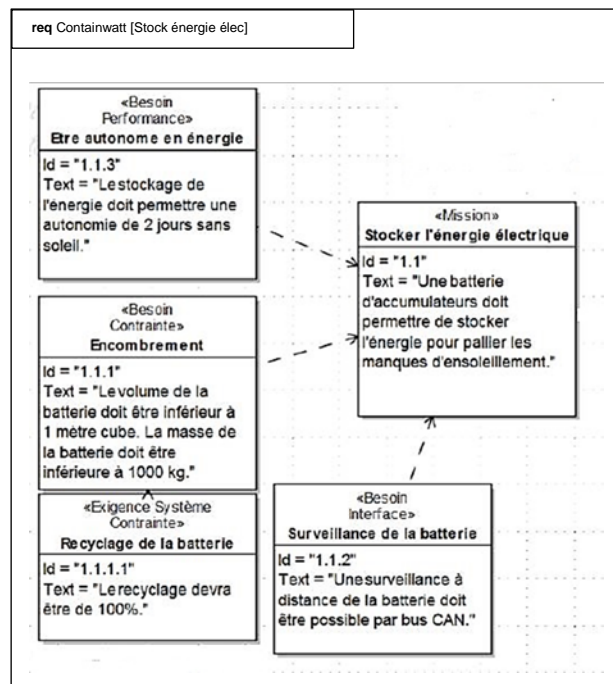 req Containwatt [Stock énergie élec]
«Besoin
Performance»
Etre autonome en énergie
Id = "1.1.3"
Text = "Le stockage de
l'énergie doit permettre une
autonomie de 2 jours sans
soleil."
«Mission»
Stocker l'énergie électrique
Id = "1.1"
Text = "Une batterie
d'accumulateurs doit
permettre de stocker
l'énergie pour pallier les
manques d'ensoleillement."
«Besoin
Contrainte»
Encombrement
Id = "1.1.1"
Text = "Le volume de la
batterie doit être inférieur à
1 mètre cube. La masse de
la batterie doit être
inférieure à 1000 kg."
«Exigence Système
Contrainte»
Recyclage de la batterie
Id = "1.1.1.1"
Text = "Le recyclage devra
être de 100%."
«Besoin
Interface»
Surveillance de la batterie
Id = "1.1.2"
Text = "Une surveillance à
distance de la batterie doit
être possible par bus CAN."